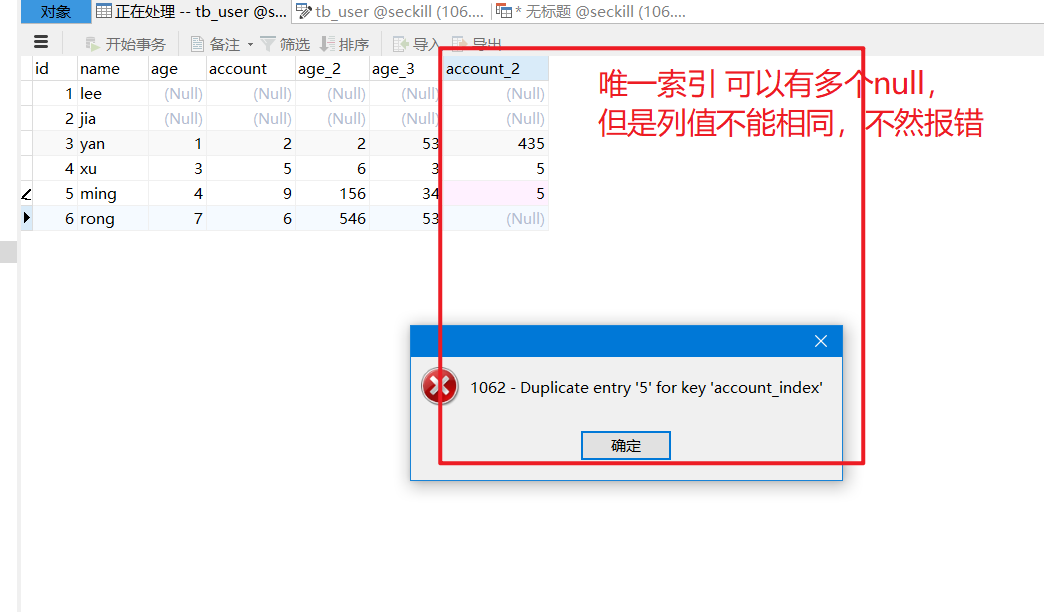 对象 正在处理 -- tb_user @s... tb_user @seckill (106.... * 无标题 @seckill (106....
开始事务 备注 筛选 排序 导入 导出
id name age account age_2 age_3 account_2
1 lee (Null) (Null) (Null) (Null) (Null)
2 jia (Null) (Null) (Null) (Null) (Null)
3 yan 1 2 2 53 435
4 xu 3 5 6 3 5
5 ming 4 9 156 34 5
6 rong 7 6 546 53 (Null)
唯一索引 可以有多个null，
但是列值不能相同，不然报错
1062 - Duplicate entry '5' for key 'account_index'
确定